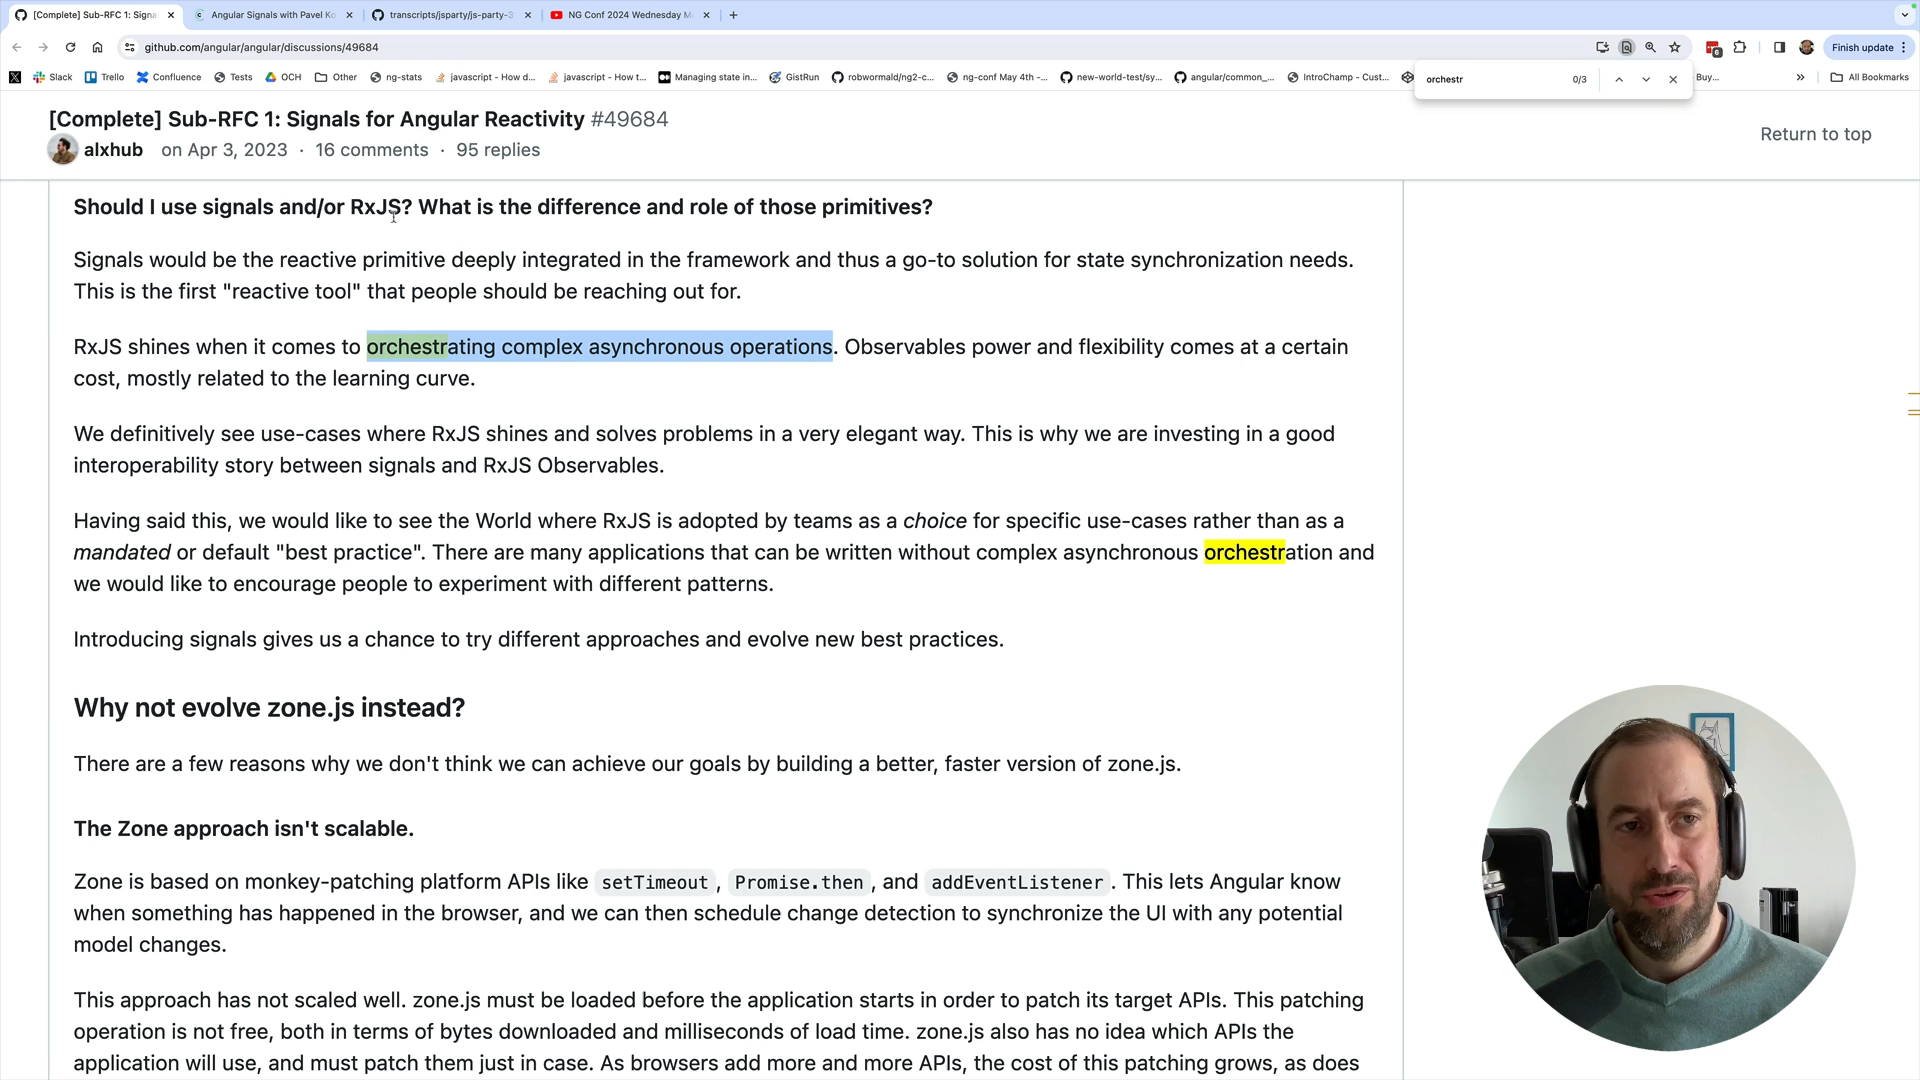 [Complete] Sub-RFC 1: Signa
Angular Signals with Pavel Ko
transcripts/jsparty/js-party-3
NG Conf 2024 Wednesday M
github.com/angular/angular/discussions/49684
Finish update
Slack
Trello
Confluence
Tests
OCH
Other
ng-stats
javascript - How d...
javascript - How t...
Managing state in...
GistRun
robwormald/ng2-c...
ng-conf May 4th -...
new-world-test/sy...
angular/common_...
IntroChamp - Cust...
Buy...
All Bookmarks
orchestr
0/3
[Complete] Sub-RFC 1: Signals for Angular Reactivity #49684
alxhub on Apr 3, 2023 · 16 comments · 95 replies
Return to top
Should I use signals and/or RxJS? What is the difference and role of those primitives?
Signals would be the reactive primitive deeply integrated in the framework and thus a go-to solution for state synchronization needs.
This is the first "reactive tool" that people should be reaching out for.
RxJS shines when it comes to orchestrating complex asynchronous operations. Observables power and flexibility comes at a certain
cost, mostly related to the learning curve.
We definitively see use-cases where RxJS shines and solves problems in a very elegant way. This is why we are investing in a good
interoperability story between signals and RxJS Observables.
Having said this, we would like to see the World where RxJS is adopted by teams as a choice for specific use-cases rather than as a
mandated or default "best practice". There are many applications that can be written without complex asynchronous orchestration and
we would like to encourage people to experiment with different patterns.
Introducing signals gives us a chance to try different approaches and evolve new best practices.
Why not evolve zone.js instead?
There are a few reasons why we don't think we can achieve our goals by building a better, faster version of zone.js.
The Zone approach isn't scalable.
Zone is based on monkey-patching platform APIs like setTimeout , Promise.then , and addEventListener . This lets Angular know
when something has happened in the browser, and we can then schedule change detection to synchronize the UI with any potential
model changes.
This approach has not scaled well. zone.js must be loaded before the application starts in order to patch its target APIs. This patching
operation is not free, both in terms of bytes downloaded and milliseconds of load time. zone.js also has no idea which APIs the
application will use, and must patch them just in case. As browsers add more and more APIs, the cost of this patching grows, as does